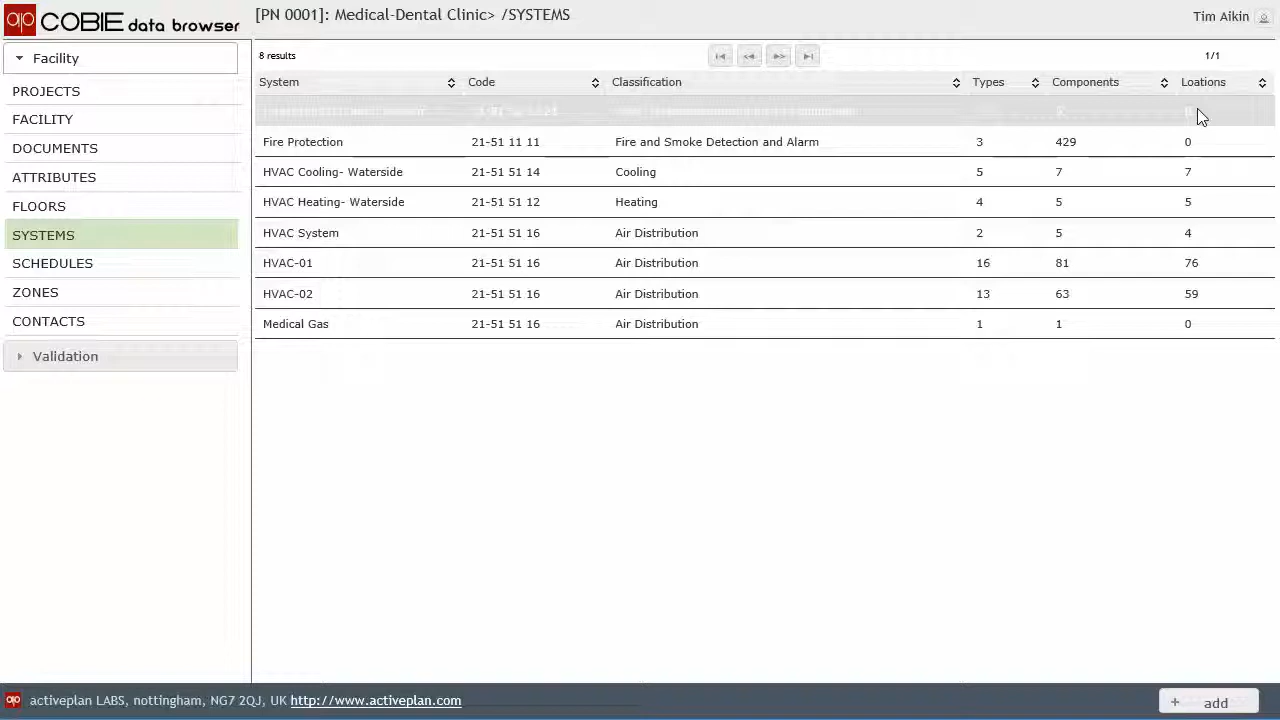 COBIE data browser
[PN 0001]: Medical-Dental Clinic> /SYSTEMS
Tim Aikin
Facility
PROJECTS
FACILITY
DOCUMENTS
ATTRIBUTES
FLOORS
SYSTEMS
SCHEDULES
ZONES
CONTACTS
Validation
8 results
1/1
System Code Classification Types Components Loations
Fire Protection 21-51 11 11 Fire and Smoke Detection and Alarm 3 429 0
HVAC Cooling- Waterside 21-51 51 14 Cooling 5 7 7
HVAC Heating- Waterside 21-51 51 12 Heating 4 5 5
HVAC System 21-51 51 16 Air Distribution 2 5 4
HVAC-01 21-51 51 16 Air Distribution 16 81 76
HVAC-02 21-51 51 16 Air Distribution 13 63 59
Medical Gas 21-51 51 16 Air Distribution 1 1 0
activeplan LABS, nottingham, NG7 2QJ, UK http://www.activeplan.com
+ add